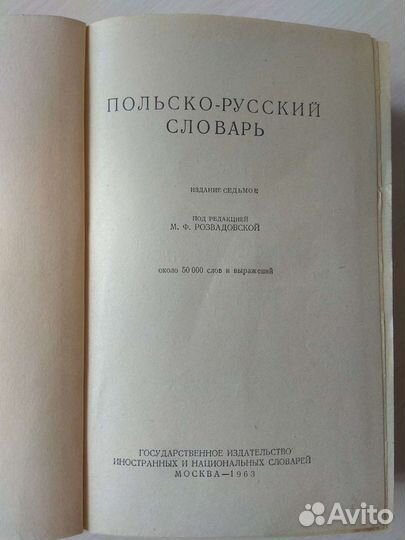 ПОЛЬСКО-РУССКИЙ
СЛОВАРЬ
ИЗДАНИЕ СЕДЬМОЕ
ПОД РЕДАКЦИЕЙ
М. Ф. РОЗВАДОВСКОЙ
около 50 000 слов и выражений
ГОСУДАРСТВЕННОЕ ИЗДАТЕЛЬСТВО
ИНОСТРАННЫХ И НАЦИОНАЛЬНЫХ СЛОВАРЕЙ
МОСКВА—1963
Avito